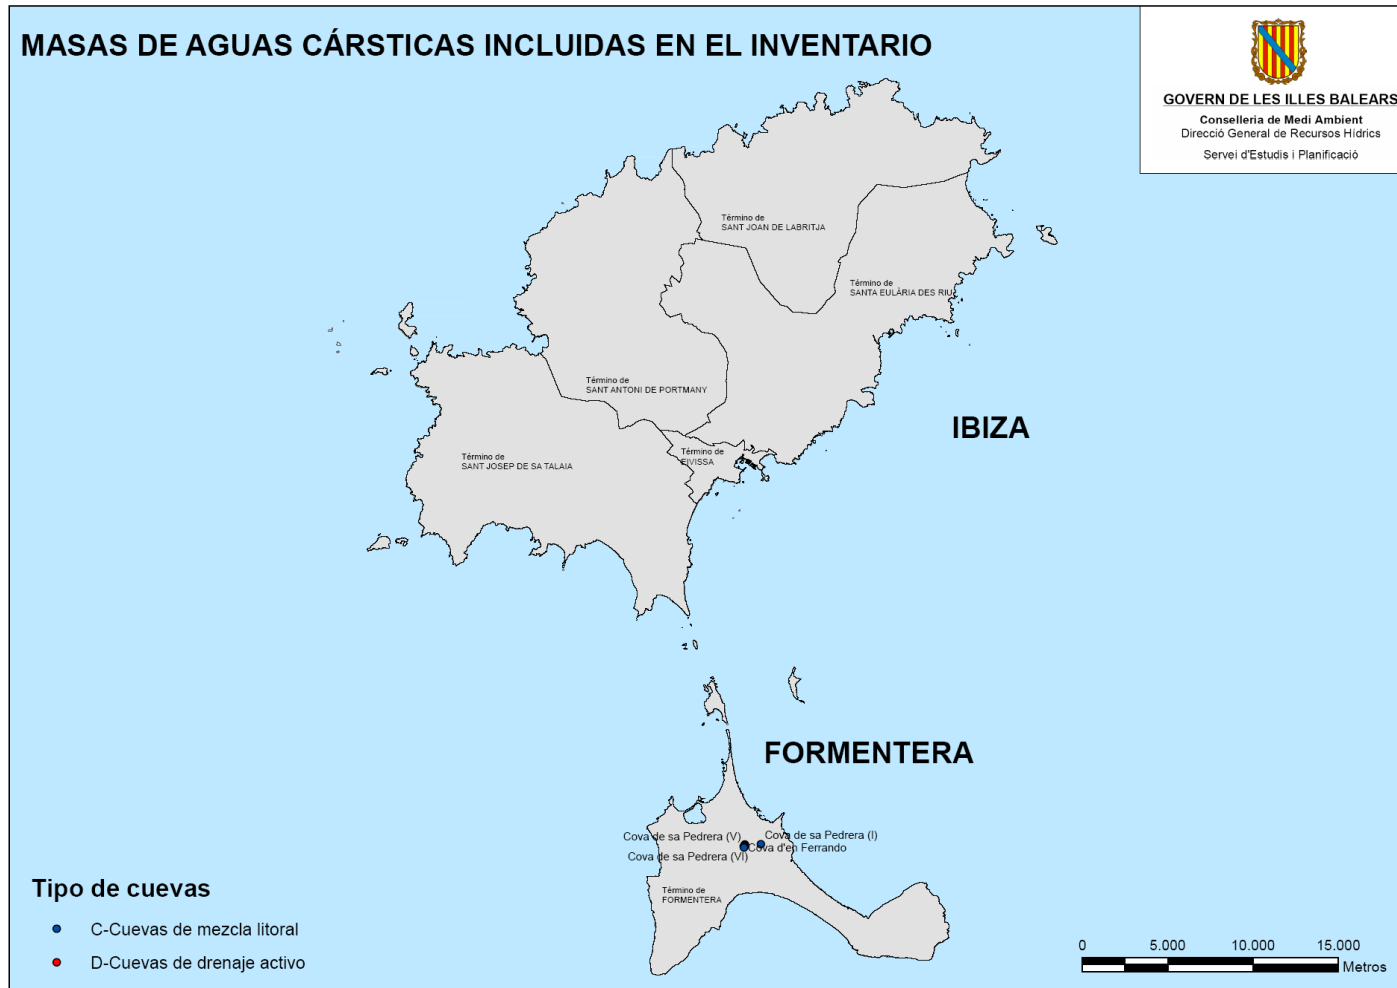 MASAS DE AGUAS CÁRSTICAS INCLUIDAS EN EL INVENTARIO
GOVERN DE LES ILLES BALEARS
Conselleria de Medi Ambient
Direcció General de Recursos Hídrics
Servei d'Estudis i Planificació
Término de
SANT JOAN DE LABRITJA
Término de
SANTA EULÀRIA DES RIU
Término de
SANT ANTONI DE PORTMANY
IBIZA
Término de
SANT JOSEP DE SA TALAIA
Término de
EIVISSA
FORMENTERA
Cova de sa Pedrera (V)
Cova de sa Pedrera (I)
Cova d'en Ferrando
Cova de sa Pedrera (VI)
Término de
FORMENTERA
Tipo de cuevas
C-Cuevas de mezcla litoral
D-Cuevas de drenaje activo
0 5.000 10.000 15.000
Metros